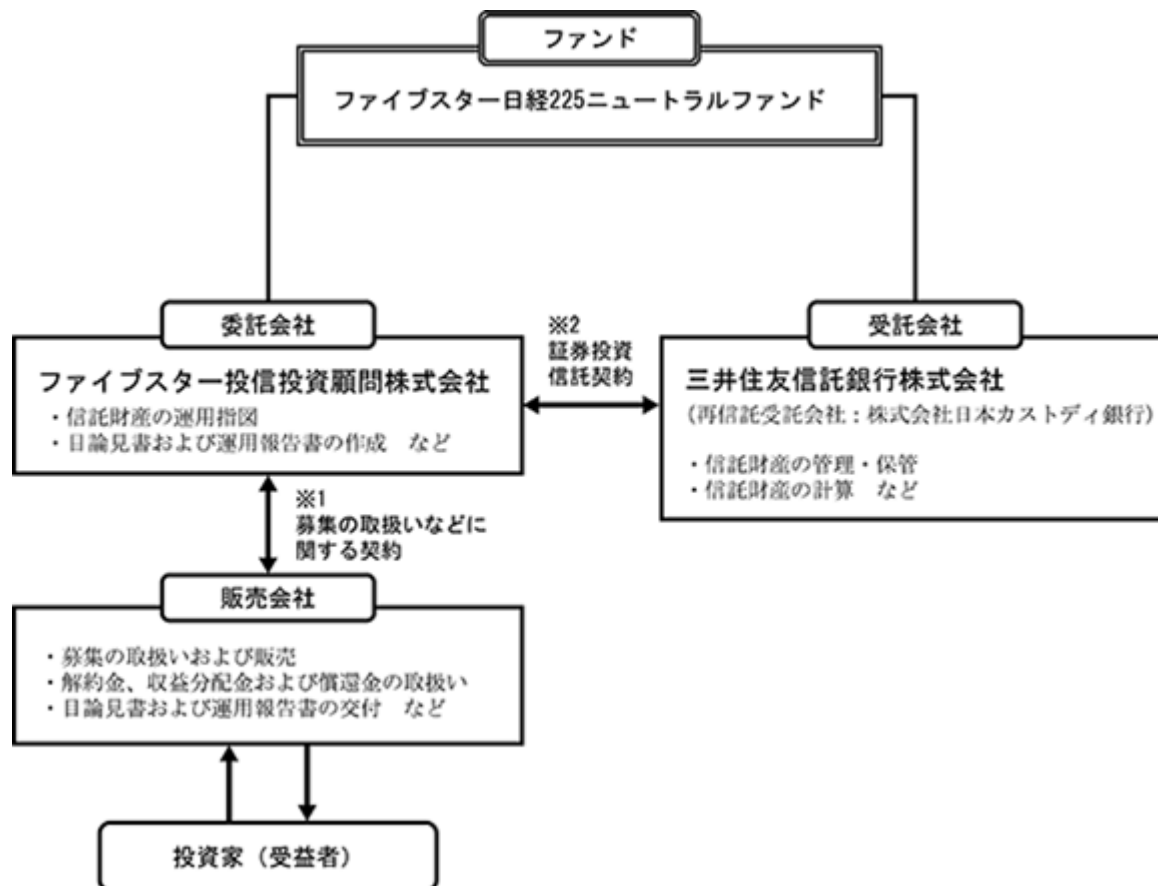 ファンド
ファイブスター日経225ニュートラルファンド
委託会社
ファイブスター投信投資顧問株式会社
・信託財産の運用指図
・目論見書および運用報告書の作成　など
※2
証券投資
信託契約
受託会社
三井住友信託銀行株式会社
(再信託受託会社：株式会社日本カストディ銀行)
・信託財産の管理・保管
・信託財産の計算　など
※1
募集の取扱いなどに
関する契約
販売会社
・募集の取扱いおよび販売
・解約金、収益分配金および償還金の取扱い
・目論見書および運用報告書の交付　など
投資家（受益者）